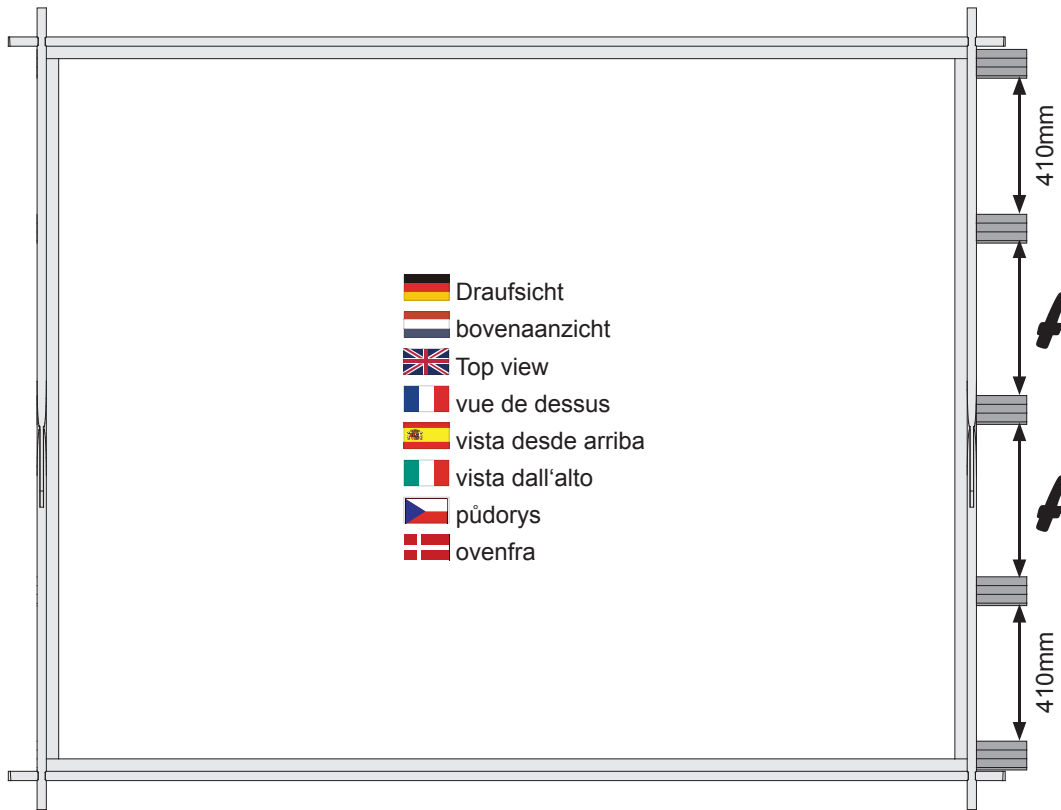 Draufsicht
bovenaanzicht
Top view
vue de dessus
vista desde arriba
vista dall‘alto
půdorys
ovenfra
410mm
410mm